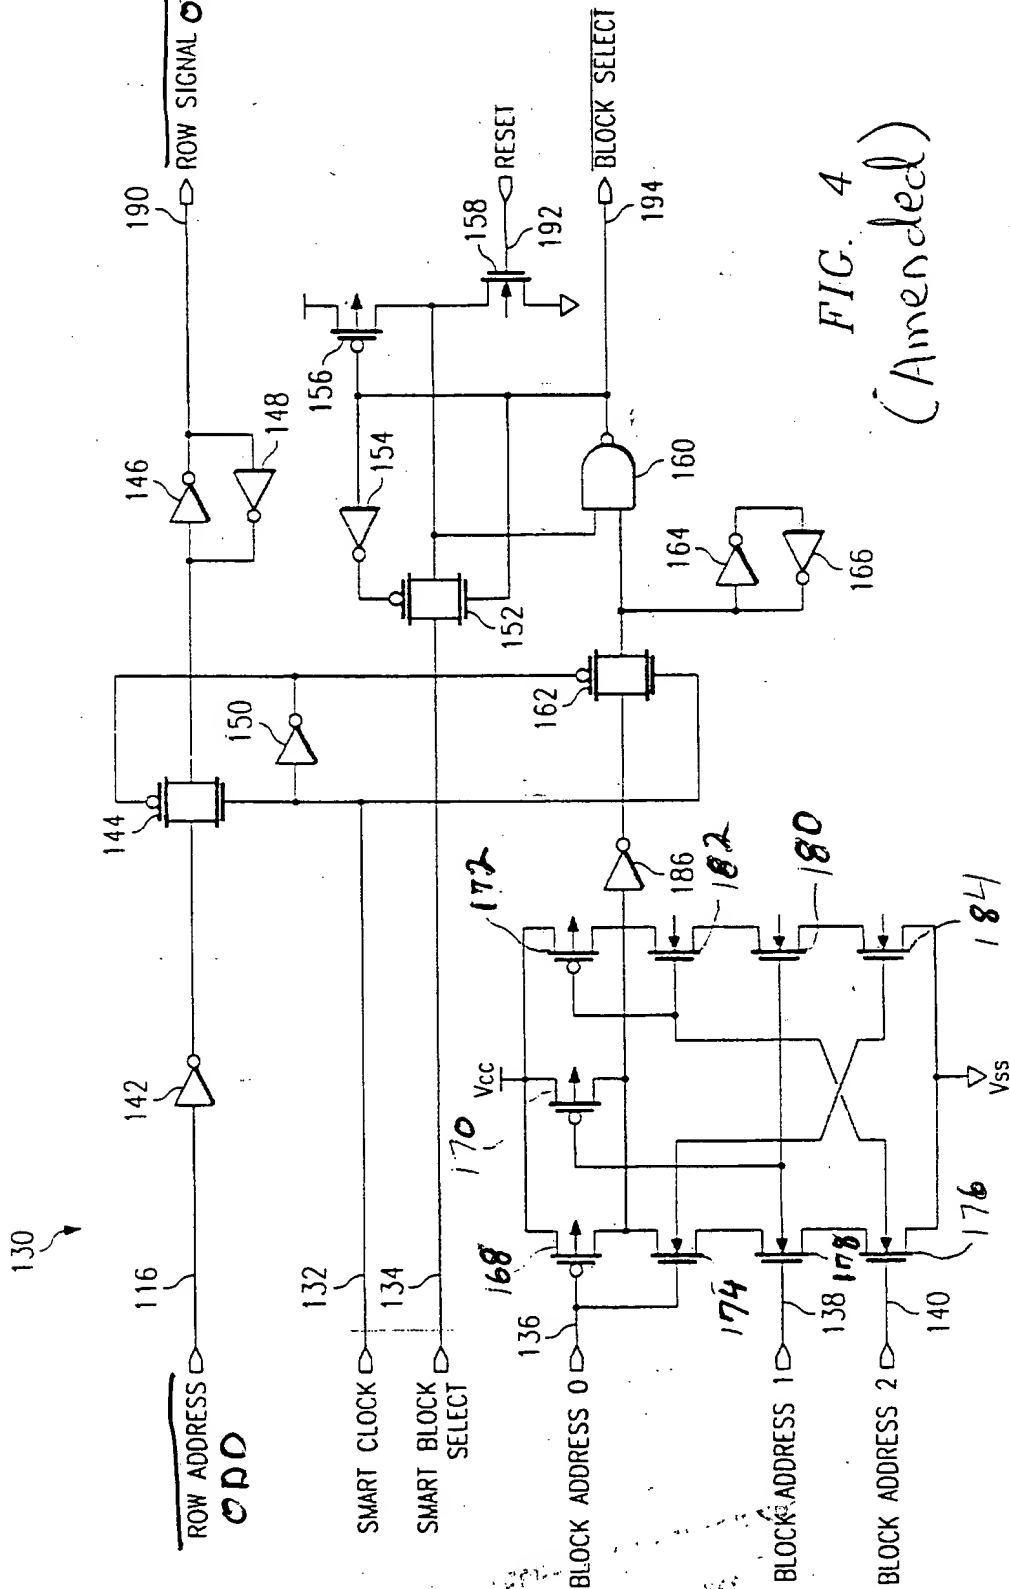 130
ROW ADDRESS
ODD
116
142
144
146
148
190
ROW SIGNAL
SMART CLOCK
132
150
SMART BLOCK
SELECT
134
152
154
156
158
RESET
192
BLOCK ADDRESS 0
136
168
170
Vcc
172
186
162
160
164
166
BLOCK SELECT
194
174
182
BLOCK ADDRESS 1
138
178
180
BLOCK ADDRESS 2
140
176
184
Vss
FIG. 4
(Amended)